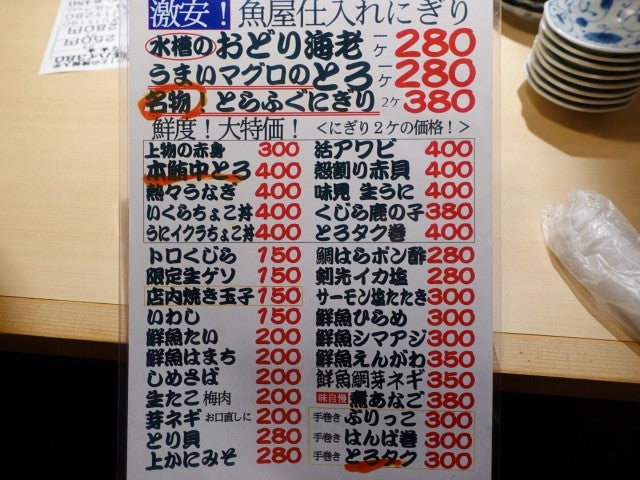 激安！魚屋仕入れにぎり
水槽のおどり海老 一ケ 280
うまいマグロのとろ 一ケ 280
名物！とらふぐにぎり 2ケ 380
鮮度！大特価！ ＜にぎり２ケの価格！＞
上物の赤身 300
本鮪中とろ 400
熱々うなぎ 400
いくらちょこ丼 400
うにイクラちょこ丼 400
活アワビ 400
殻割り赤貝 400
味見 生うに 400
くじら鹿の子 380
とろタク巻 400
トロくじら 150
限定生ゲソ 150
店内焼き玉子 150
いわし 150
鮮魚たい 200
鮮魚はまち 200
しめさば 200
生たこ 梅肉 200
芽ネギ お口直しに 200
とり貝 280
上かにみそ 280
鯛はらポン酢 280
剣先イカ塩 280
サーモン塩たたき 300
鮮魚ひらめ 300
鮮魚シマアジ 300
鮮魚えんがわ 350
鮮魚鯛芽ネギ 350
味自慢 煮あなご 380
手巻き ぶりっこ 300
手巻き はんぱ巻 300
手巻き とろタク 300